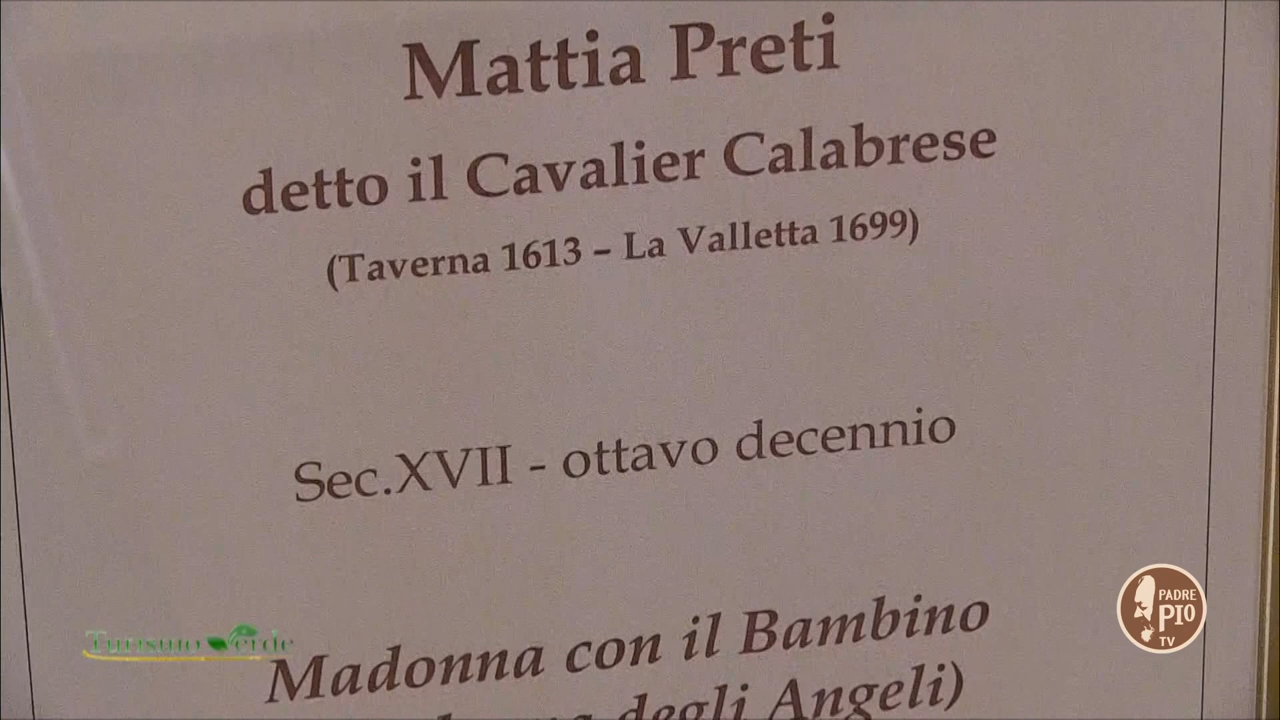 Mattia Preti
detto il Cavalier Calabrese
(Taverna 1613 – La Valletta 1699)
Sec.XVII - ottavo decennio
Madonna con il Bambino
degli Angeli)
Turismo Verde
PADRE
PIO
TV